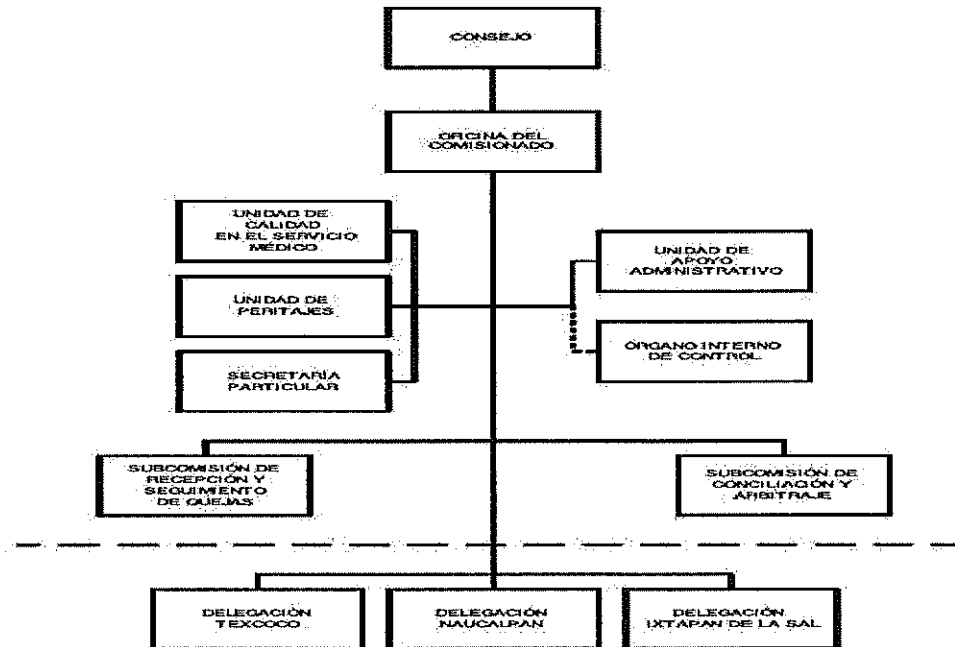 CONSEJO
OFICINA DEL
COMISIONADO
UNIDAD DE
CALIDAD
EN EL SERVICIO
MÉDICO
UNIDAD DE
PERITAJES
SECRETARÍA
PARTICULAR
UNIDAD DE
APOYO
ADMINISTRATIVO
ÓRGANO INTERNO
DE CONTROL
SUBCOMISIÓN DE
RECEPCIÓN Y
SEGUIMIENTO
DE QUEJAS
SUBCOMISIÓN DE
CONCILIACIÓN Y
ARBITRAJE
DELEGACIÓN
TEXCOCO
DELEGACIÓN
NAUCALPAN
DELEGACIÓN
IXTAPAN DE LA SAL